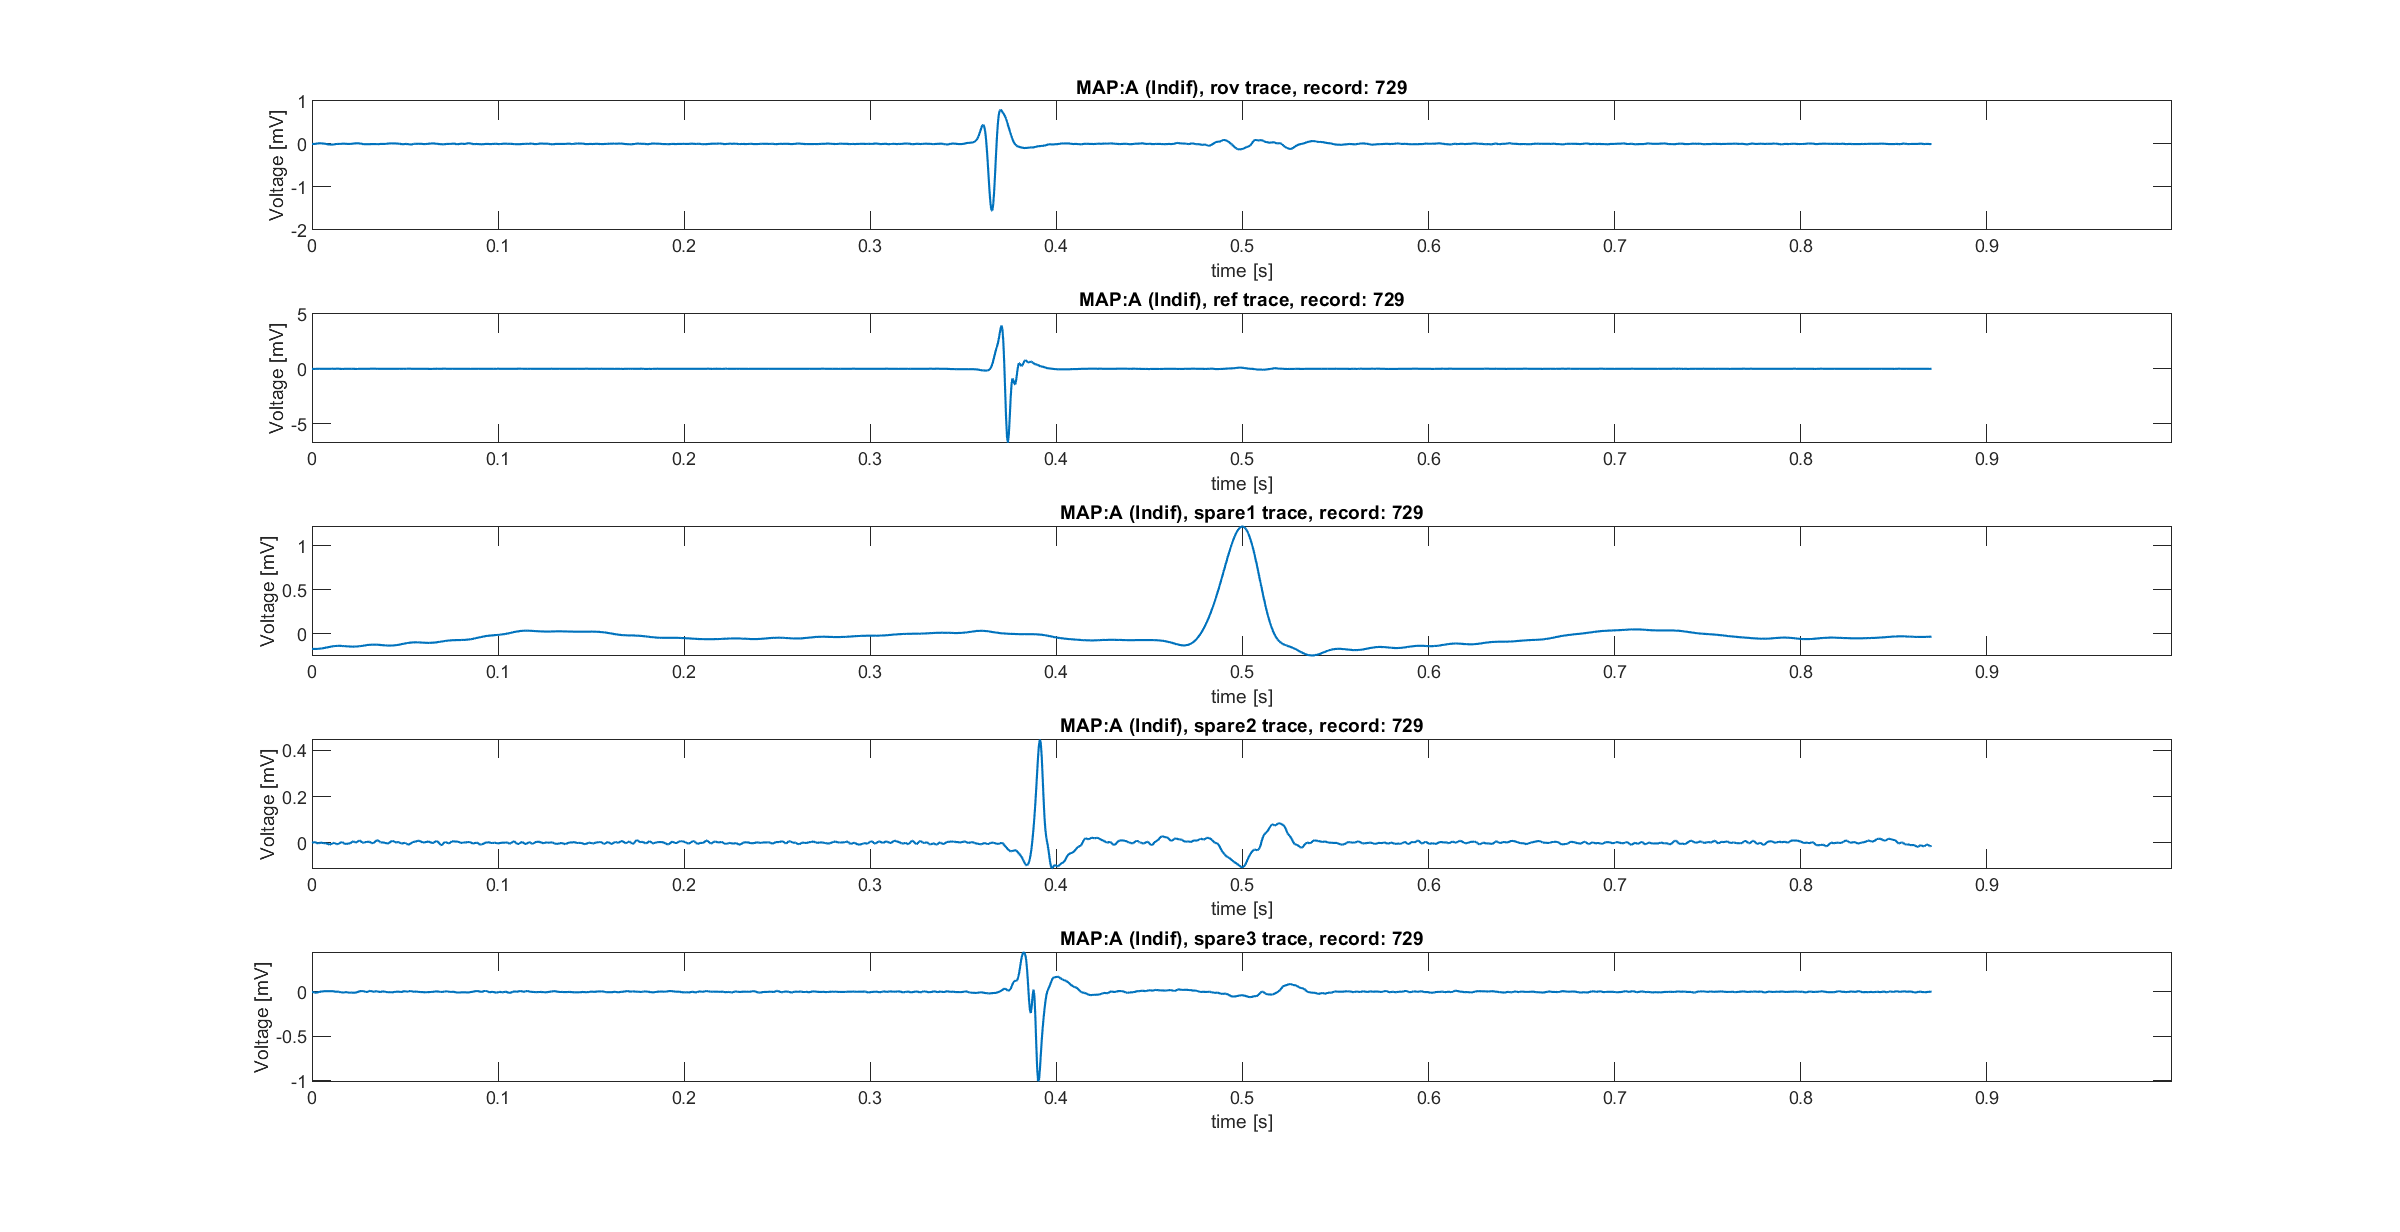 MAP:A (Indif), rov trace, record: 729
Voltage [mV]
1
0
-1
-2
0 0.1 0.2 0.3 0.4 0.5 0.6 0.7 0.8 0.9
time [s]
MAP:A (Indif), ref trace, record: 729
Voltage [mV]
5
0
-5
0 0.1 0.2 0.3 0.4 0.5 0.6 0.7 0.8 0.9
time [s]
MAP:A (Indif), spare1 trace, record: 729
Voltage [mV]
1
0.5
0
0 0.1 0.2 0.3 0.4 0.5 0.6 0.7 0.8 0.9
time [s]
MAP:A (Indif), spare2 trace, record: 729
Voltage [mV]
0.4
0.2
0
0 0.1 0.2 0.3 0.4 0.5 0.6 0.7 0.8 0.9
time [s]
MAP:A (Indif), spare3 trace, record: 729
Voltage [mV]
0
-0.5
-1
0 0.1 0.2 0.3 0.4 0.5 0.6 0.7 0.8 0.9
time [s]